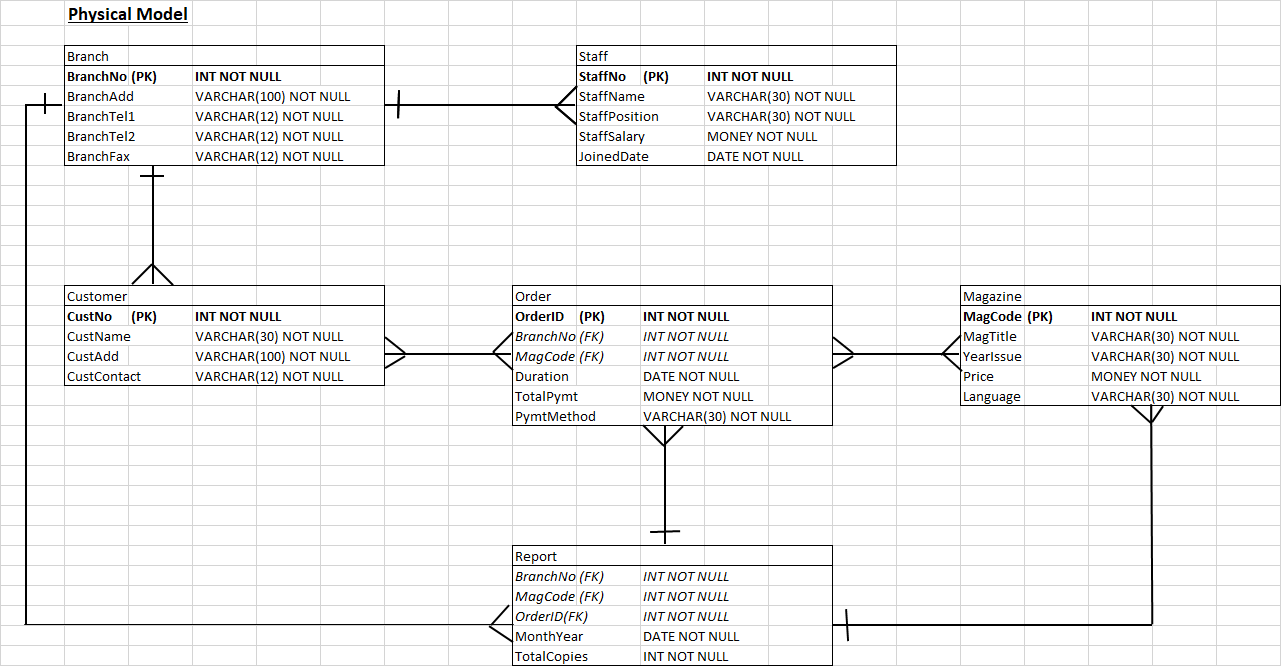 Physical Model
Branch
BranchNo (PK) INT NOT NULL
BranchAdd VARCHAR(100) NOT NULL
BranchTel1 VARCHAR(12) NOT NULL
BranchTel2 VARCHAR(12) NOT NULL
BranchFax VARCHAR(12) NOT NULL
Staff
StaffNo (PK) INT NOT NULL
StaffName VARCHAR(30) NOT NULL
StaffPosition VARCHAR(30) NOT NULL
StaffSalary MONEY NOT NULL
JoinedDate DATE NOT NULL
Customer
CustNo (PK) INT NOT NULL
CustName VARCHAR(30) NOT NULL
CustAdd VARCHAR(100) NOT NULL
CustContact VARCHAR(12) NOT NULL
Order
OrderID (PK) INT NOT NULL
BranchNo (FK) INT NOT NULL
MagCode (FK) INT NOT NULL
Duration DATE NOT NULL
TotalPymt MONEY NOT NULL
PymtMethod VARCHAR(30) NOT NULL
Magazine
MagCode (PK) INT NOT NULL
MagTitle VARCHAR(30) NOT NULL
YearIssue VARCHAR(30) NOT NULL
Price MONEY NOT NULL
Language VARCHAR(30) NOT NULL
Report
BranchNo (FK) INT NOT NULL
MagCode (FK) INT NOT NULL
OrderID(FK) INT NOT NULL
MonthYear DATE NOT NULL
TotalCopies INT NOT NULL